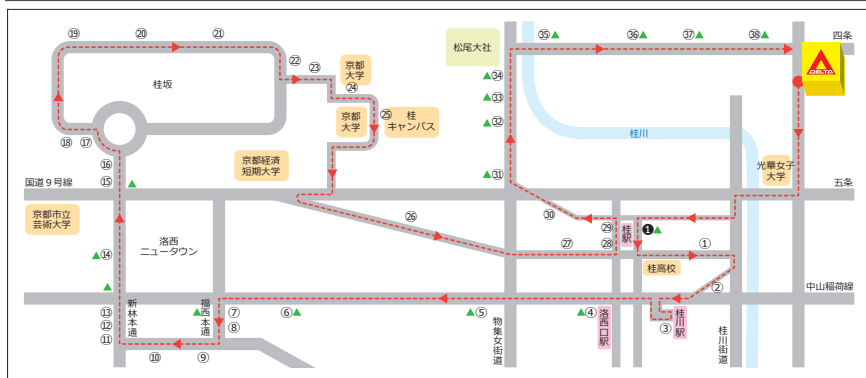 ⑲
⑳
㉑
㉒
㉓
京都
大学
㉔
㉕
桂
キャンパス
京都
大学
桂坂
⑱
⑰
⑯
⑮
京都経済
短期大学
国道9号線
京都市立
芸術大学
洛西
ニュータウン
⑭
⑬
⑫
⑪
新林本通
福西本通
⑩
⑨
⑦
⑧
⑥
㉖
松尾大社
㉟
㊱
㊲
㊳
四条
DELTA
㉞
㉝
㉜
㉛
桂川
光華女子
大学
五条
㉚
㉙
㉘
㉗
桂駅
❶
①
桂高校
②
中山稲荷線
⑤
④
③
物集女街道
洛西口駅
桂川駅
桂川街道